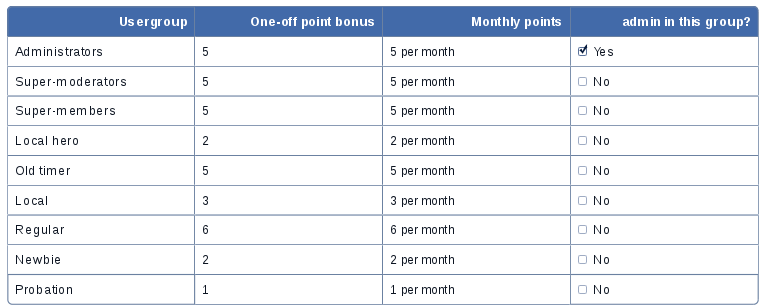 Usergroup One-off point bonus Monthly points admin in this group?
Administrators 5 5 per month Yes
Super-moderators 5 5 per month No
Super-members 5 5 per month No
Local hero 2 2 per month No
Old timer 5 5 per month No
Local 3 3 per month No
Regular 6 6 per month No
Newbie 2 2 per month No
Probation 1 1 per month No